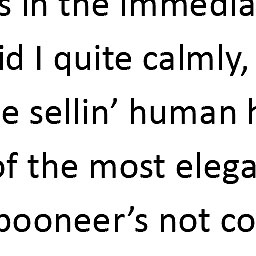 s in the immedia
id I quite calmly,
e sellin’ human h
of the most elega
pooneer’s not co